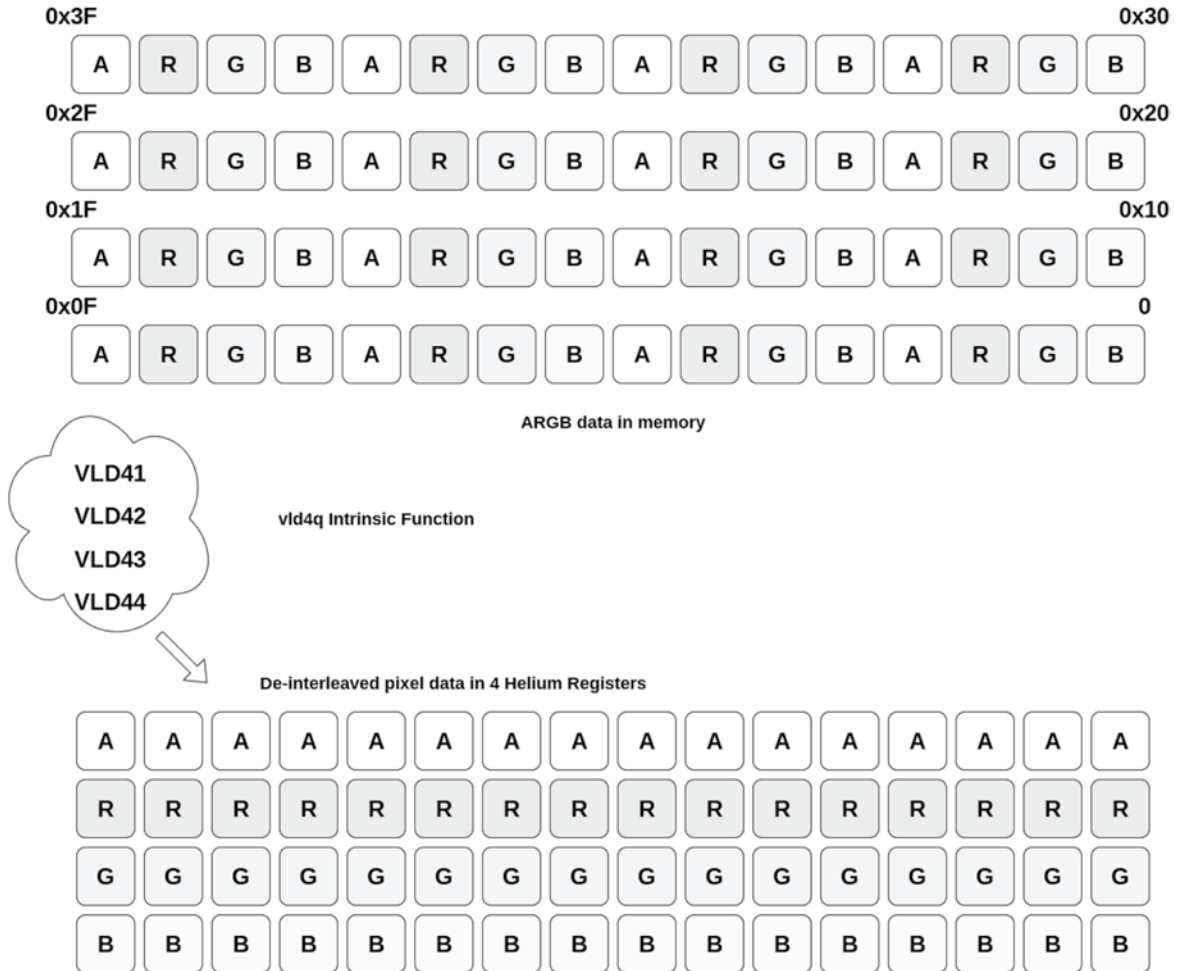 0x3F 0x30
A R G B A R G B A R G B A R G B
0x2F 0x20
A R G B A R G B A R G B A R G B
0x1F 0x10
A R G B A R G B A R G B A R G B
0x0F 0
A R G B A R G B A R G B A R G B
ARGB data in memory
VLD41
VLD42
vld4q Intrinsic Function
VLD43
VLD44
De-interleaved pixel data in 4 Helium Registers
A A A A A A A A A A A A A A A A
R R R R R R R R R R R R R R R R
G G G G G G G G G G G G G G G G
B B B B B B B B B B B B B B B B